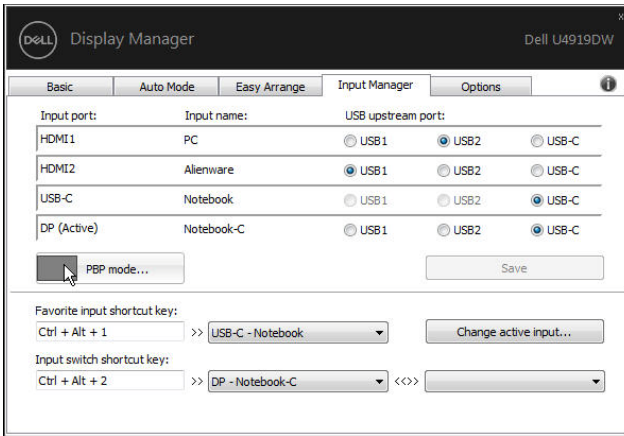 x
DELL Display Manager Dell U4919DW
Basic Auto Mode Easy Arrange Input Manager Options i
Input port: Input name: USB upstream port:
HDMI1 PC USB1 USB2 USB-C
HDMI2 Alienware USB1 USB2 USB-C
USB-C Notebook USB1 USB2 USB-C
DP (Active) Notebook-C USB1 USB2 USB-C
PBP mode... Save
Favorite input shortcut key:
Ctrl + Alt + 1 >> USB-C - Notebook Change active input...
Input switch shortcut key:
Ctrl + Alt + 2 >> DP - Notebook-C <<>>